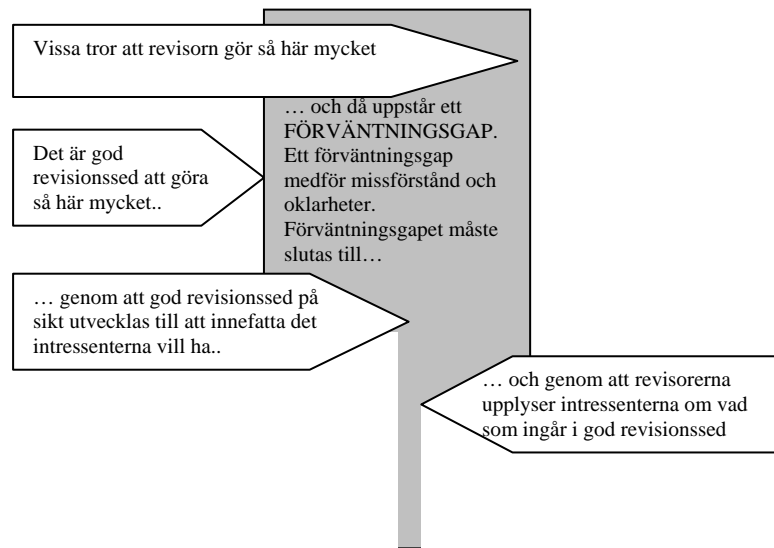 Vissa tror att revisorn gör så här mycket
… och då uppstår ett
FÖRVÄNTNINGSGAP.
Ett förväntningsgap
medför missförstånd och
oklarheter.
Förväntningsgapet måste
slutas till…
Det är god
revisionssed att göra
så här mycket..
… genom att god revisionssed på
sikt utvecklas till att innefatta det
intressenterna vill ha..
… och genom att revisorerna
upplyser intressenterna om vad
som ingår i god revisionssed